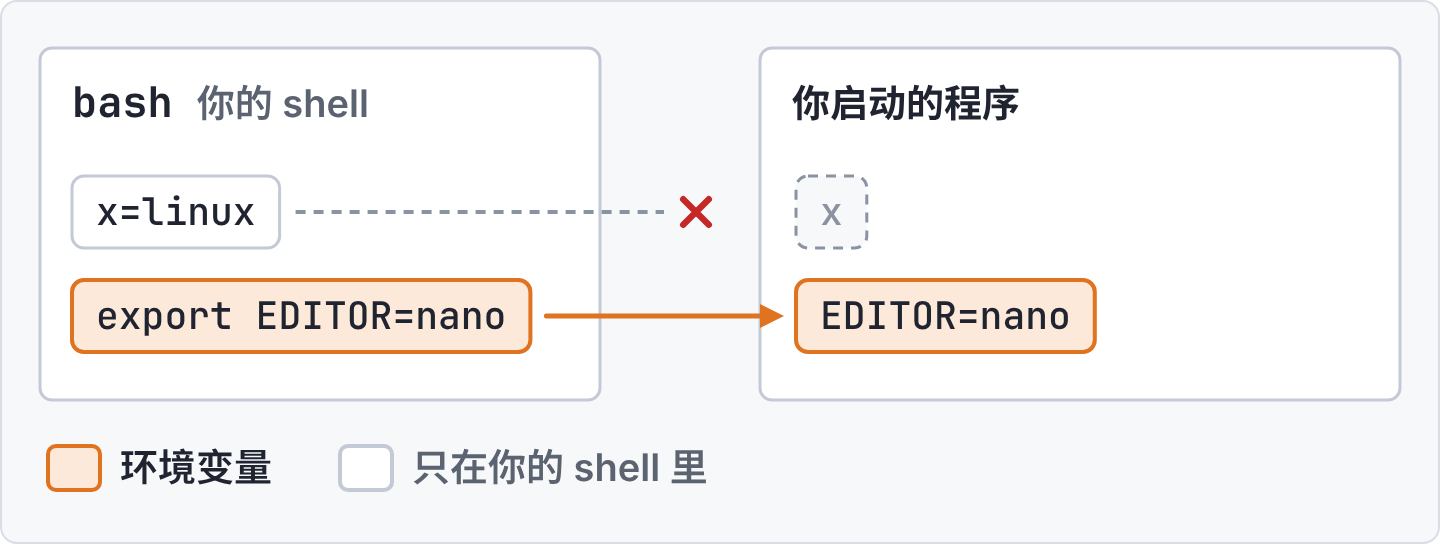 bash 你的 shell
你启动的程序
x=linux
x
export EDITOR=nano
EDITOR=nano
环境变量
只在你的 shell 里